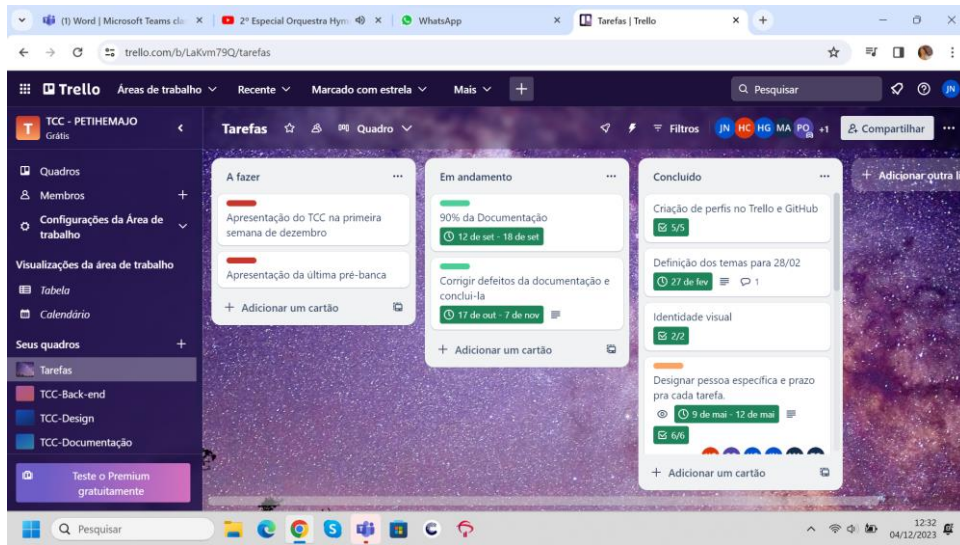 (1) Word | Microsoft Teams cla
2º Especial Orquestra Hym
WhatsApp
Tarefas | Trello
trello.com/b/LaKvm79Q/tarefas
Trello
Áreas de trabalho
Recente
Marcado com estrela
Mais
Pesquisar
JN
T
TCC - PETIHEMAJO
Grátis
Tarefas
Quadro
Filtros
JN HC HG MA PO +1
Compartilhar
Quadros
Membros
Configurações da Área de
trabalho
Visualizações da área de trabalho
Tabela
Calendário
Seus quadros
Tarefas
TCC-Back-end
TCC-Design
TCC-Documentação
Teste o Premium
gratuitamente
A fazer
Apresentação do TCC na primeira
semana de dezembro
Apresentação da última pré-banca
Adicionar um cartão
Em andamento
90% da Documentação
12 de set - 18 de set
Corrigir defeitos da documentação e
conclui-la
17 de out - 7 de nov
Adicionar um cartão
Concluído
Criação de perfis no Trello e GitHub
5/5
Definição dos temas para 28/02
27 de fev 1
Identidade visual
2/2
Designar pessoa específica e prazo
pra cada tarefa.
9 de mai - 12 de mai
6/6
Adicionar um cartão
Adicionar outra li
Pesquisar
12:32
04/12/2023